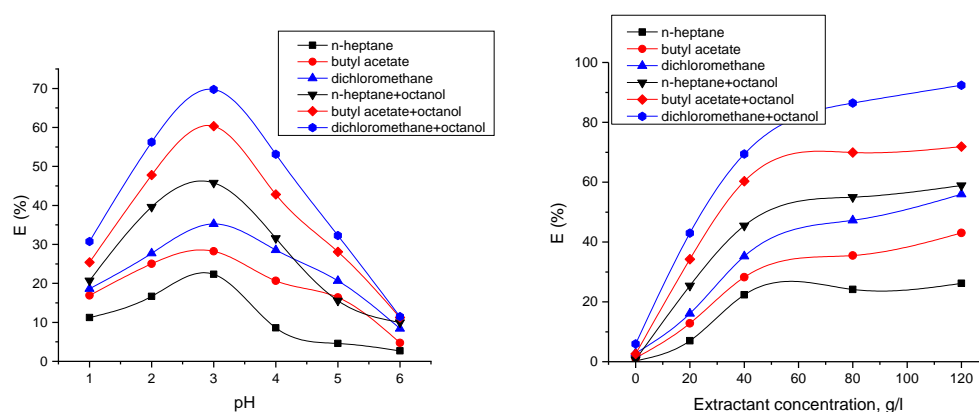 n-heptane
butyl acetate
dichloromethane
n-heptane+octanol
butyl acetate+octanol
dichloromethane+octanol
70
60
50
40
30
20
10
0
E (%)
1 2 3 4 5 6
pH
n-heptane
butyl acetate
dichloromethane
n-heptane+octanol
butyl acetate+octanol
dichloromethane+octanol
100
80
60
40
20
0
E (%)
0 20 40 60 80 100 120
Extractant concentration, g/l